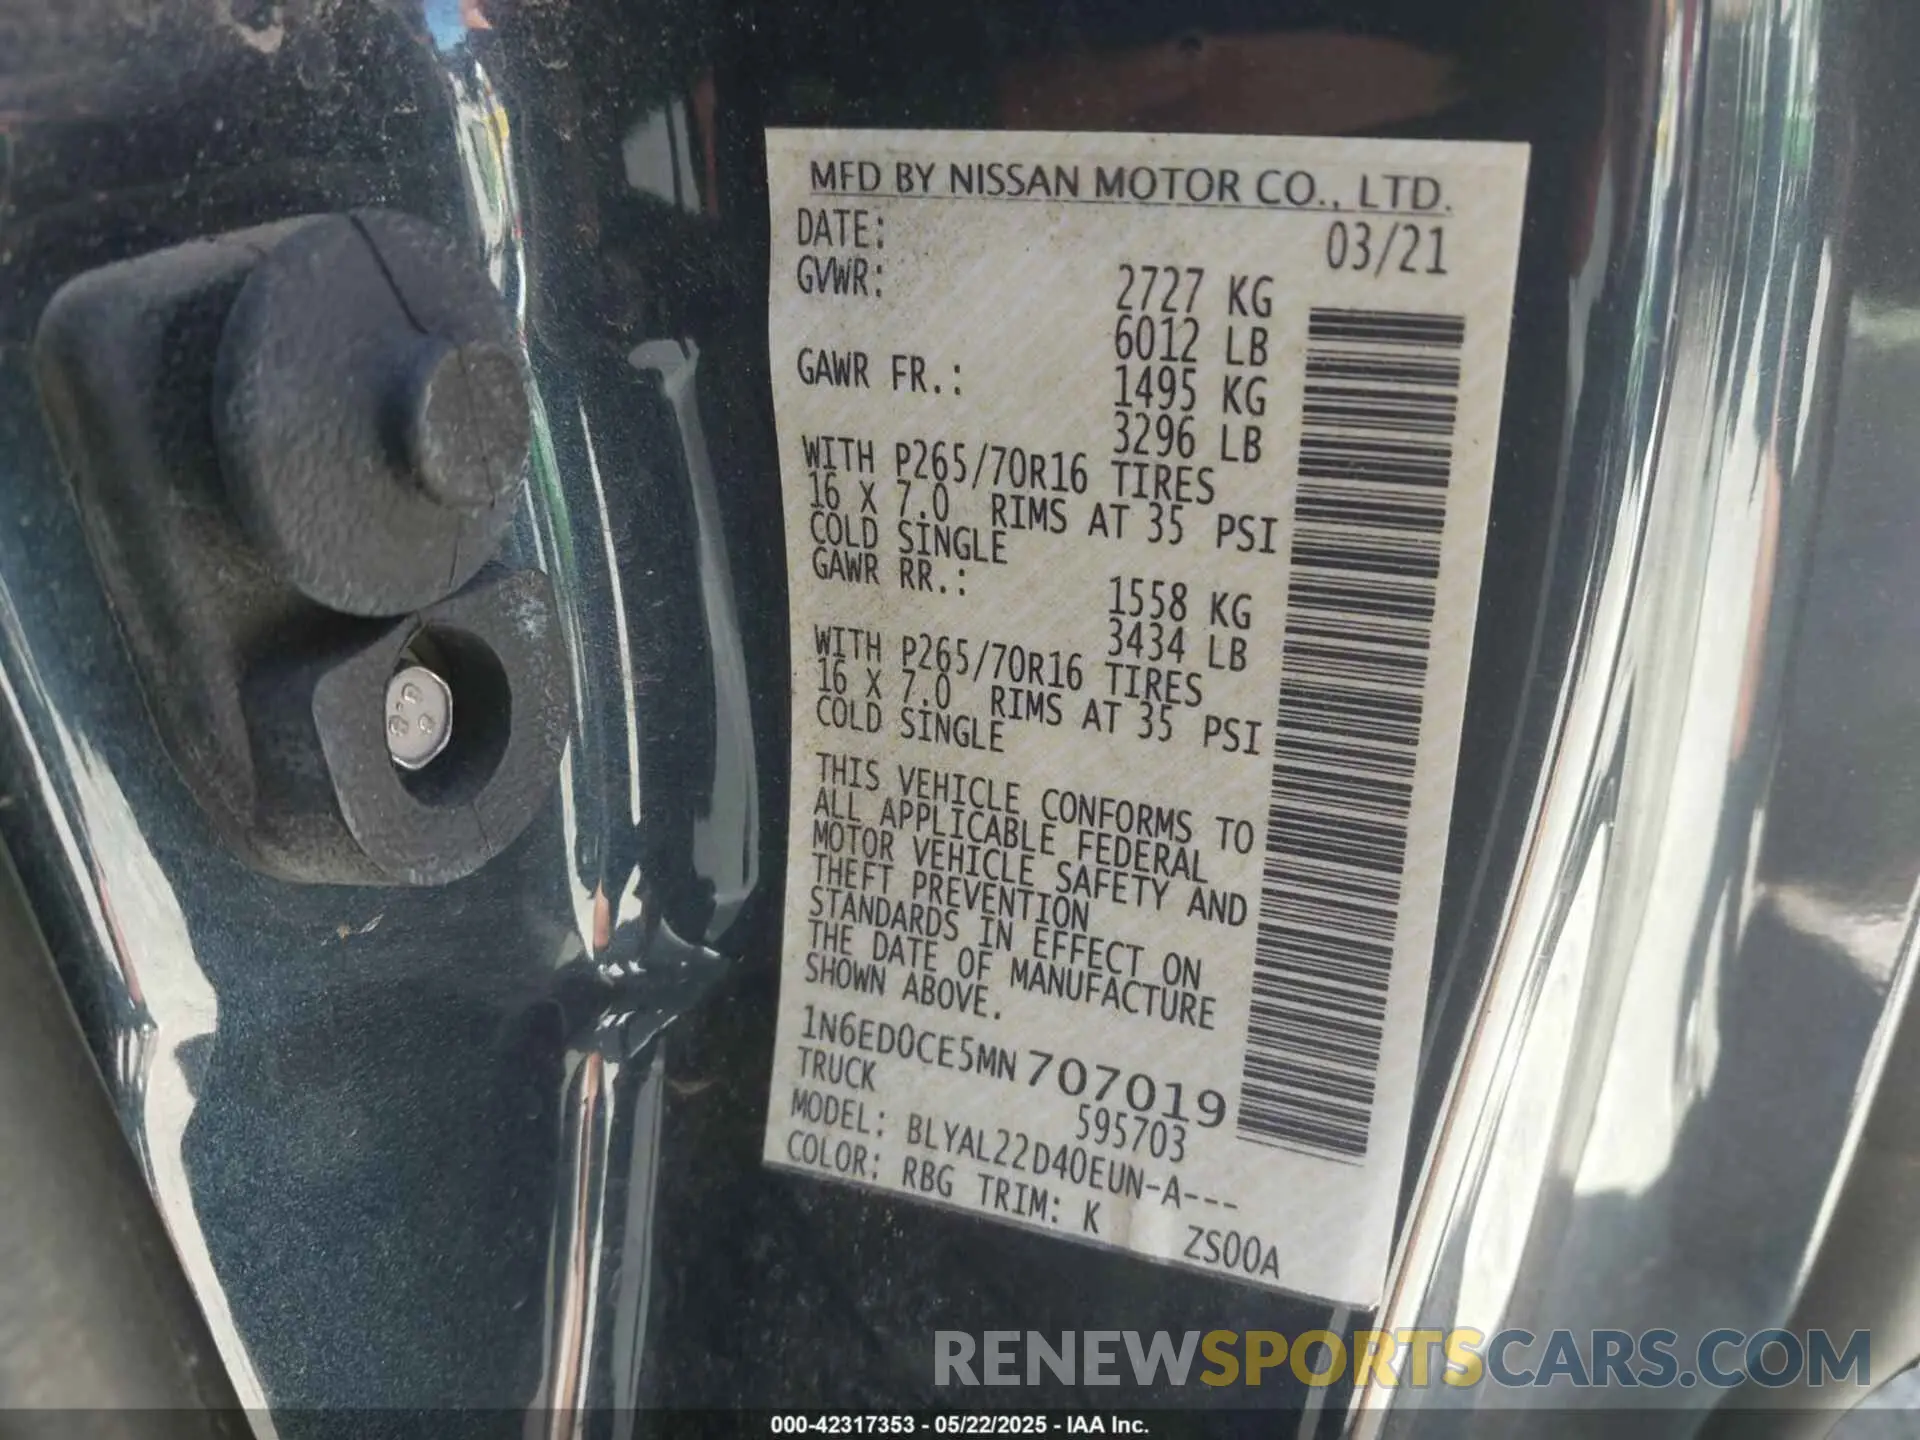 MFD BY NISSAN MOTOR CO., LTD.
DATE: 03/21
GVWR: 2727 KG
6012 LB
GAWR FR.: 1495 KG
3296 LB
WITH P265/70R16 TIRES
16 X 7.0 RIMS AT 35 PSI
COLD SINGLE
GAWR RR.: 1558 KG
3434 LB
WITH P265/70R16 TIRES
16 X 7.0 RIMS AT 35 PSI
COLD SINGLE
THIS VEHICLE CONFORMS TO
ALL APPLICABLE FEDERAL
MOTOR VEHICLE SAFETY AND
THEFT PREVENTION
STANDARDS IN EFFECT ON
THE DATE OF MANUFACTURE
SHOWN ABOVE.
1N6ED0CE5MN707019
TRUCK 595703
MODEL: BLYAL22D40EUN-A---
COLOR: RBG TRIM: K ZS00A
RENEWSPORTSCARS.COM
000-42317353 - 05/22/2025 - IAA Inc.